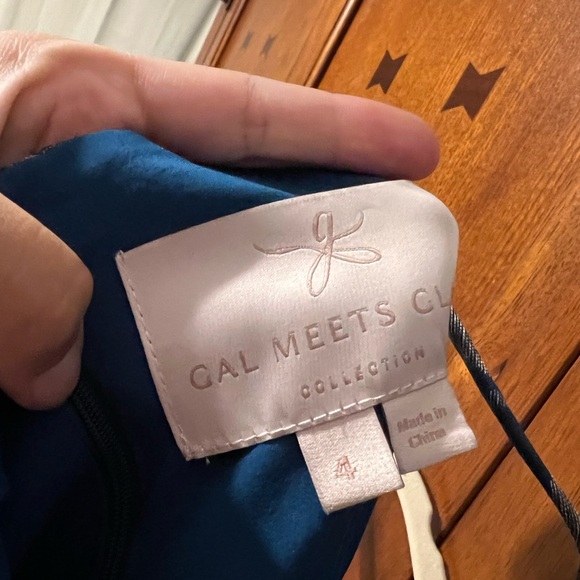 g
GAL MEETS GL
COLLECTION
4
Made in
China